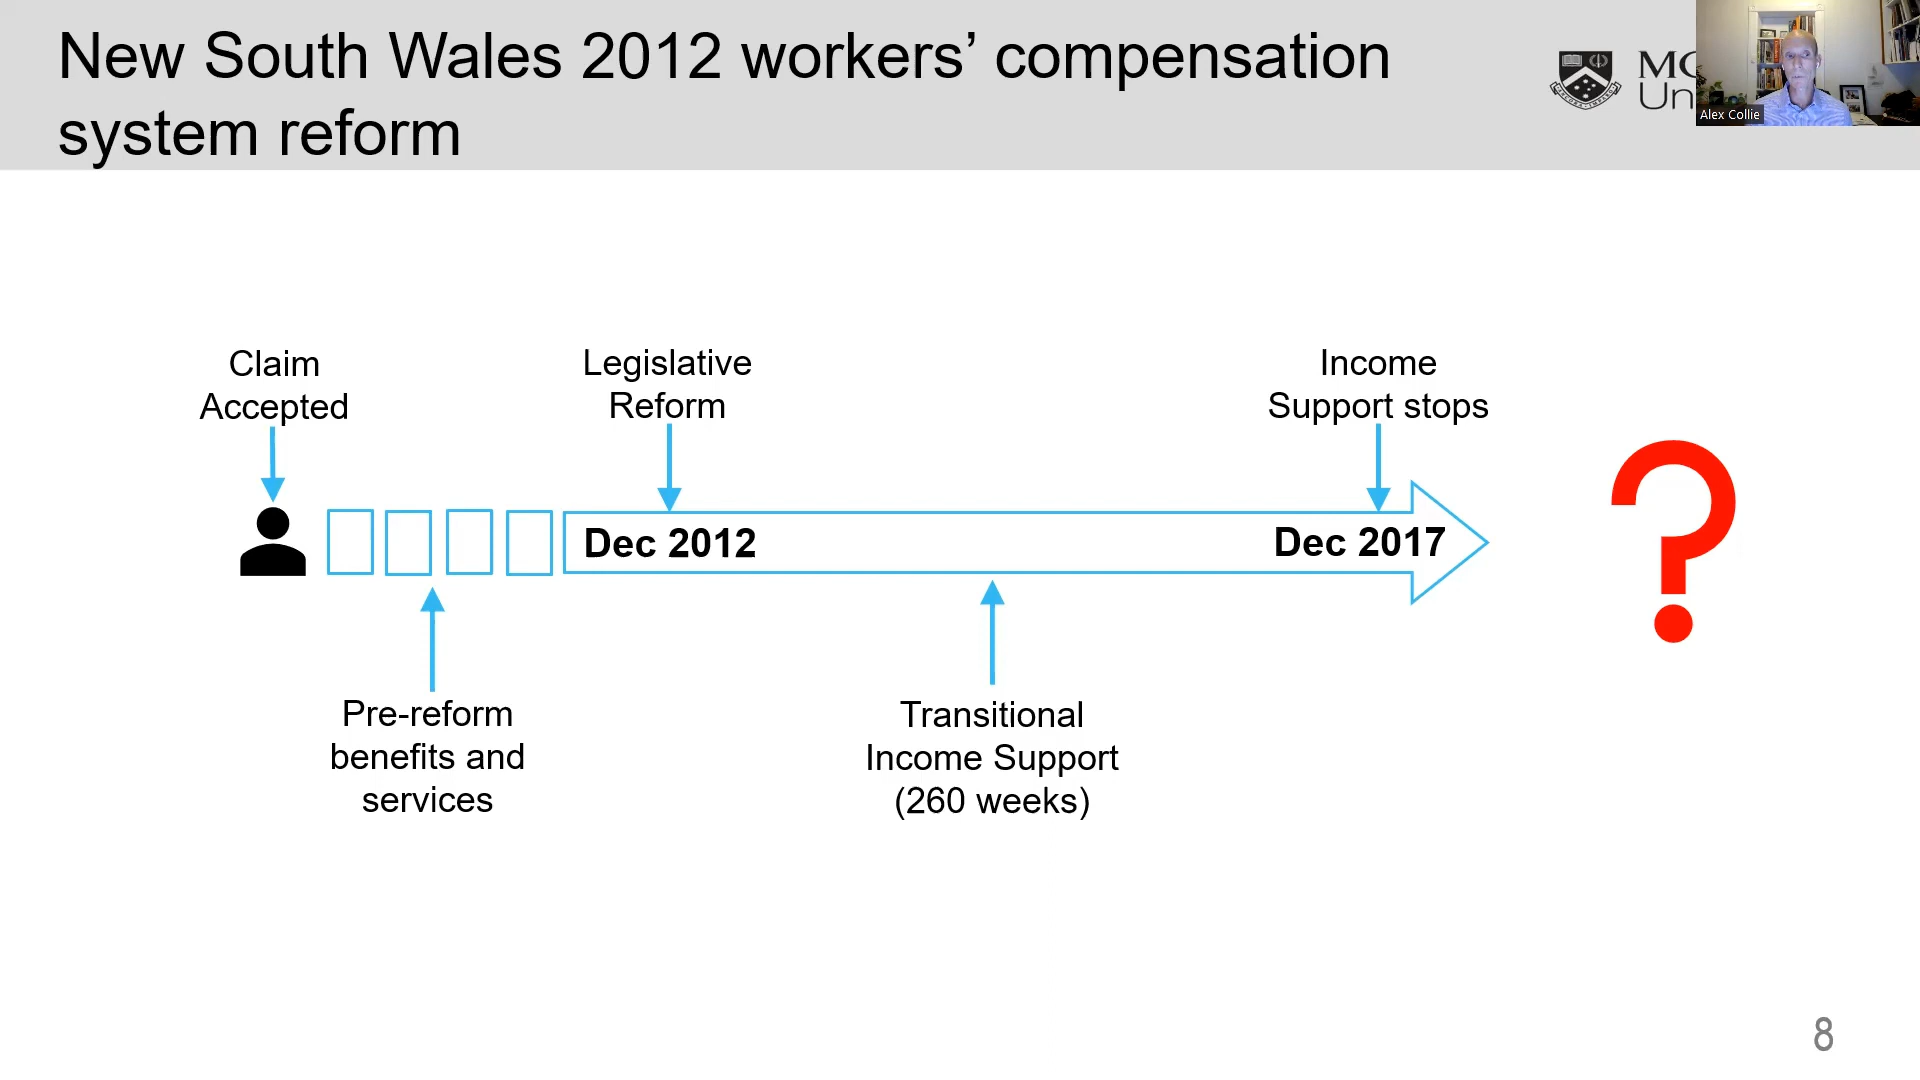 New South Wales 2012 workers’ compensation
system reform
Alex Collie
Claim
Accepted
Legislative
Reform
Income
Support stops
Dec 2012
Dec 2017
Pre-reform
benefits and
services
Transitional
Income Support
(260 weeks)
8